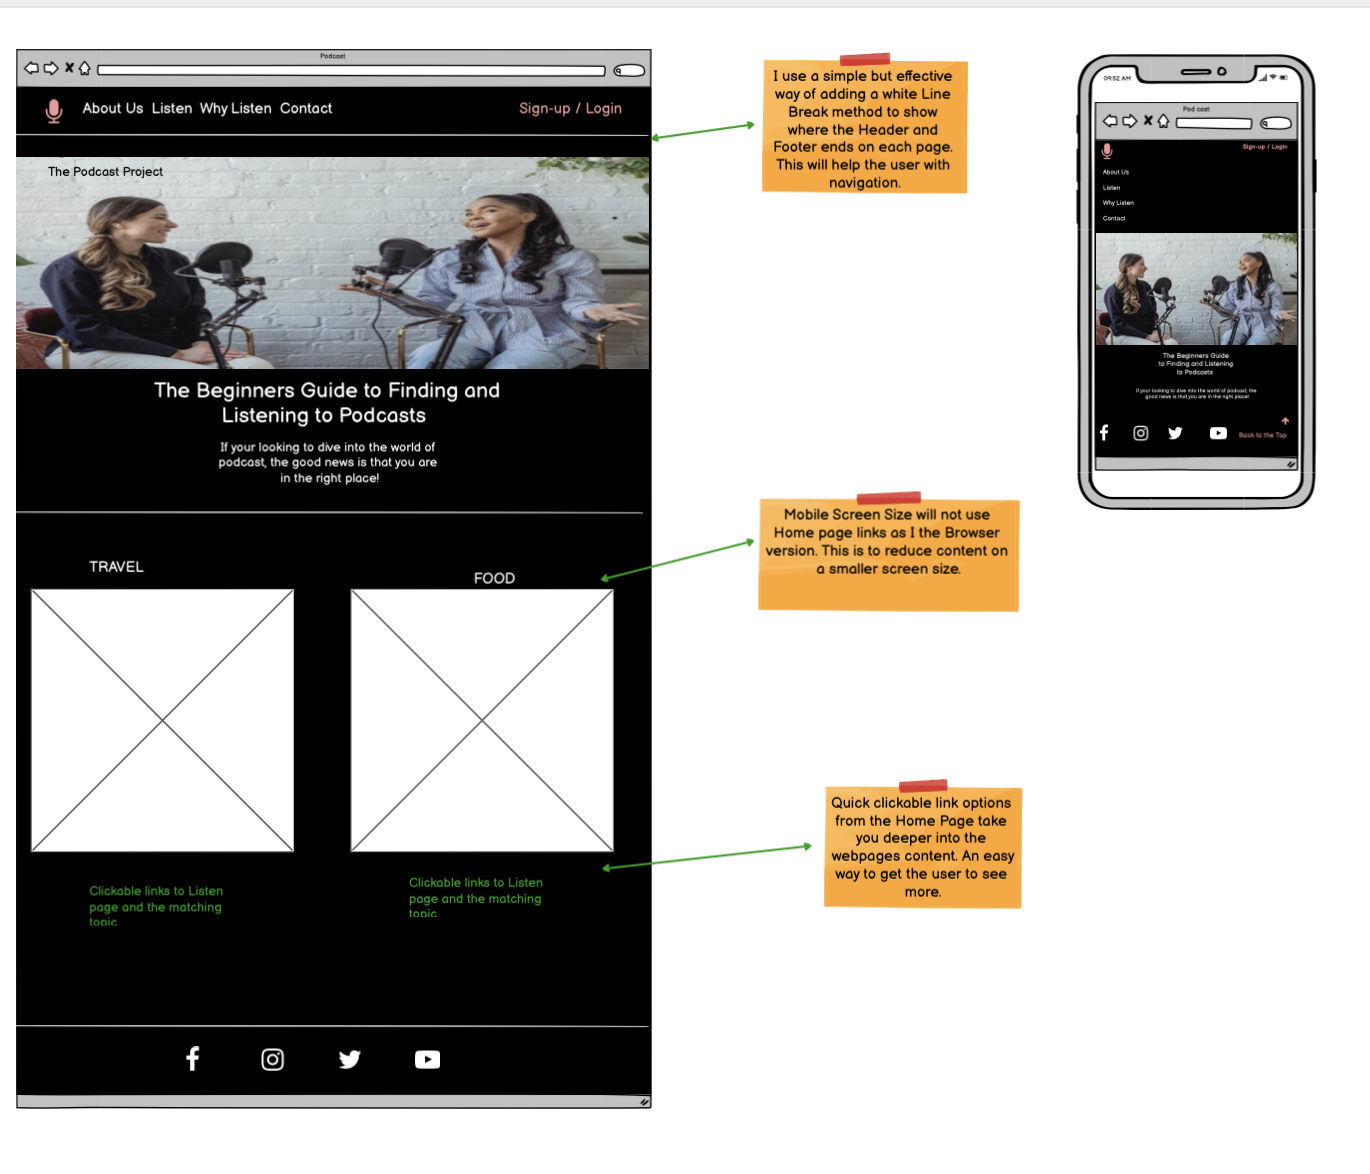 Podcast
About Us Listen Why Listen Contact
Sign-up / Login
The Podcast Project
The Beginners Guide to Finding and
Listening to Podcasts
If your looking to dive into the world of
podcast, the good news is that you are
in the right place!
TRAVEL
FOOD
Clickable links to Listen
page and the matching
topic
Clickable links to Listen
page and the matching
topic
I use a simple but effective
way of adding a white Line
Break method to show
where the Header and
Footer ends on each page.
This will help the user with
navigation.
Mobile Screen Size will not use
Home page links as I the Browser
version. This is to reduce content on
a smaller screen size.
Quick clickable link options
from the Home Page take
you deeper into the
webpages content. An easy
way to get the user to see
more.
09:52 AM
Pod cast
Sign-up / Login
About Us
Listen
Why Listen
Contact
The Beginners Guide
to Finding and Listening
to Podcasts
If your looking to dive into the world of podcast, the
good news is that you are in the right place!
Back to the Top